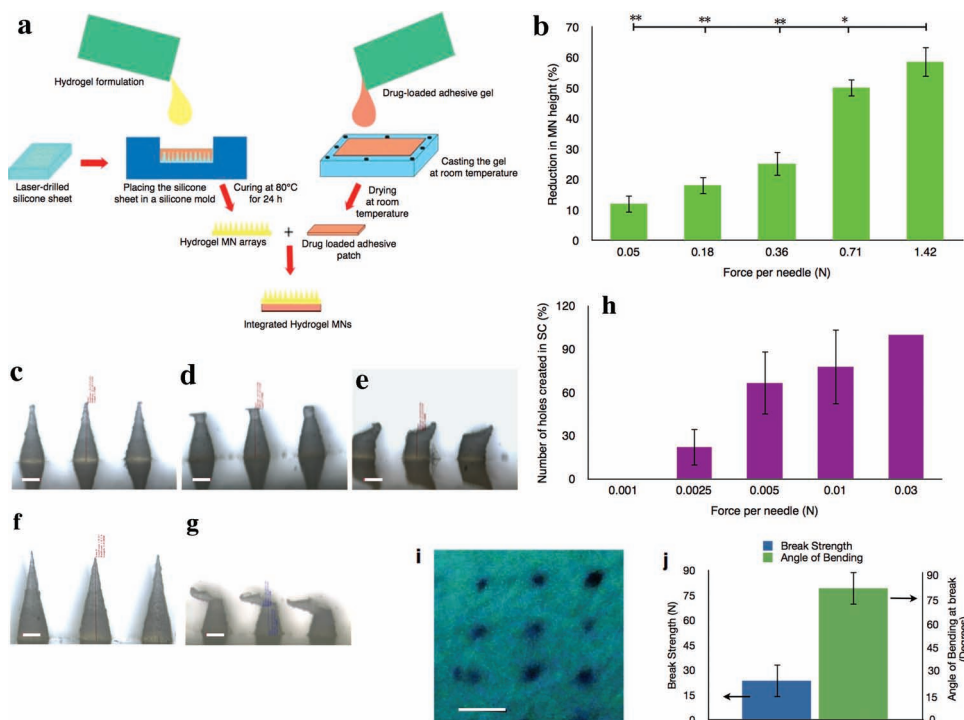 a
Hydrogel formulation
Drug-loaded adhesive gel
Laser-drilled
silicone sheet
Placing the silicone
sheet in a silicone mold
Curing at 80°C
for 24 h
Casting the gel
at room temperature
Drying
at room
temperature
Hydrogel MN arrays
+
Drug loaded adhesive
patch
Integrated Hydrogel MNs
b
** ** ** *
Reduction in MN height (%)
70
60
50
40
30
20
10
0
0.05 0.18 0.36 0.71 1.42
Force per needle (N)
c
d
e
h
Number of holes created in SC (%)
120
90
60
30
0
0.001 0.0025 0.005 0.01 0.03
Force per needle (N)
f
g
i
j
Break Strength
Angle of Bending
Break Strength (N)
90
75
60
45
30
15
0
90
75
60
45
30
15
0
Angle of Bending at break
(Degrees)